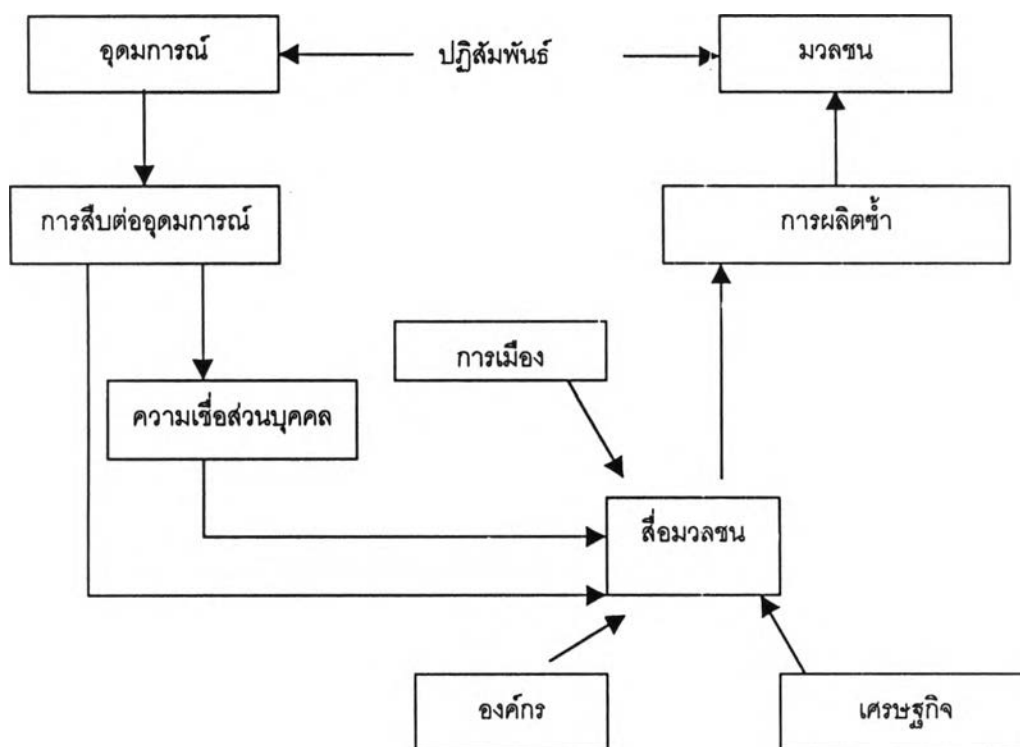 อุดมการณ์
ปฏิสัมพันธ์
มวลชน
การสืบต่ออุดมการณ์
การผลิตซ้ำ
การเมือง
ความเชื่อส่วนบุคคล
สื่อมวลชน
องค์กร
เศรษฐกิจ